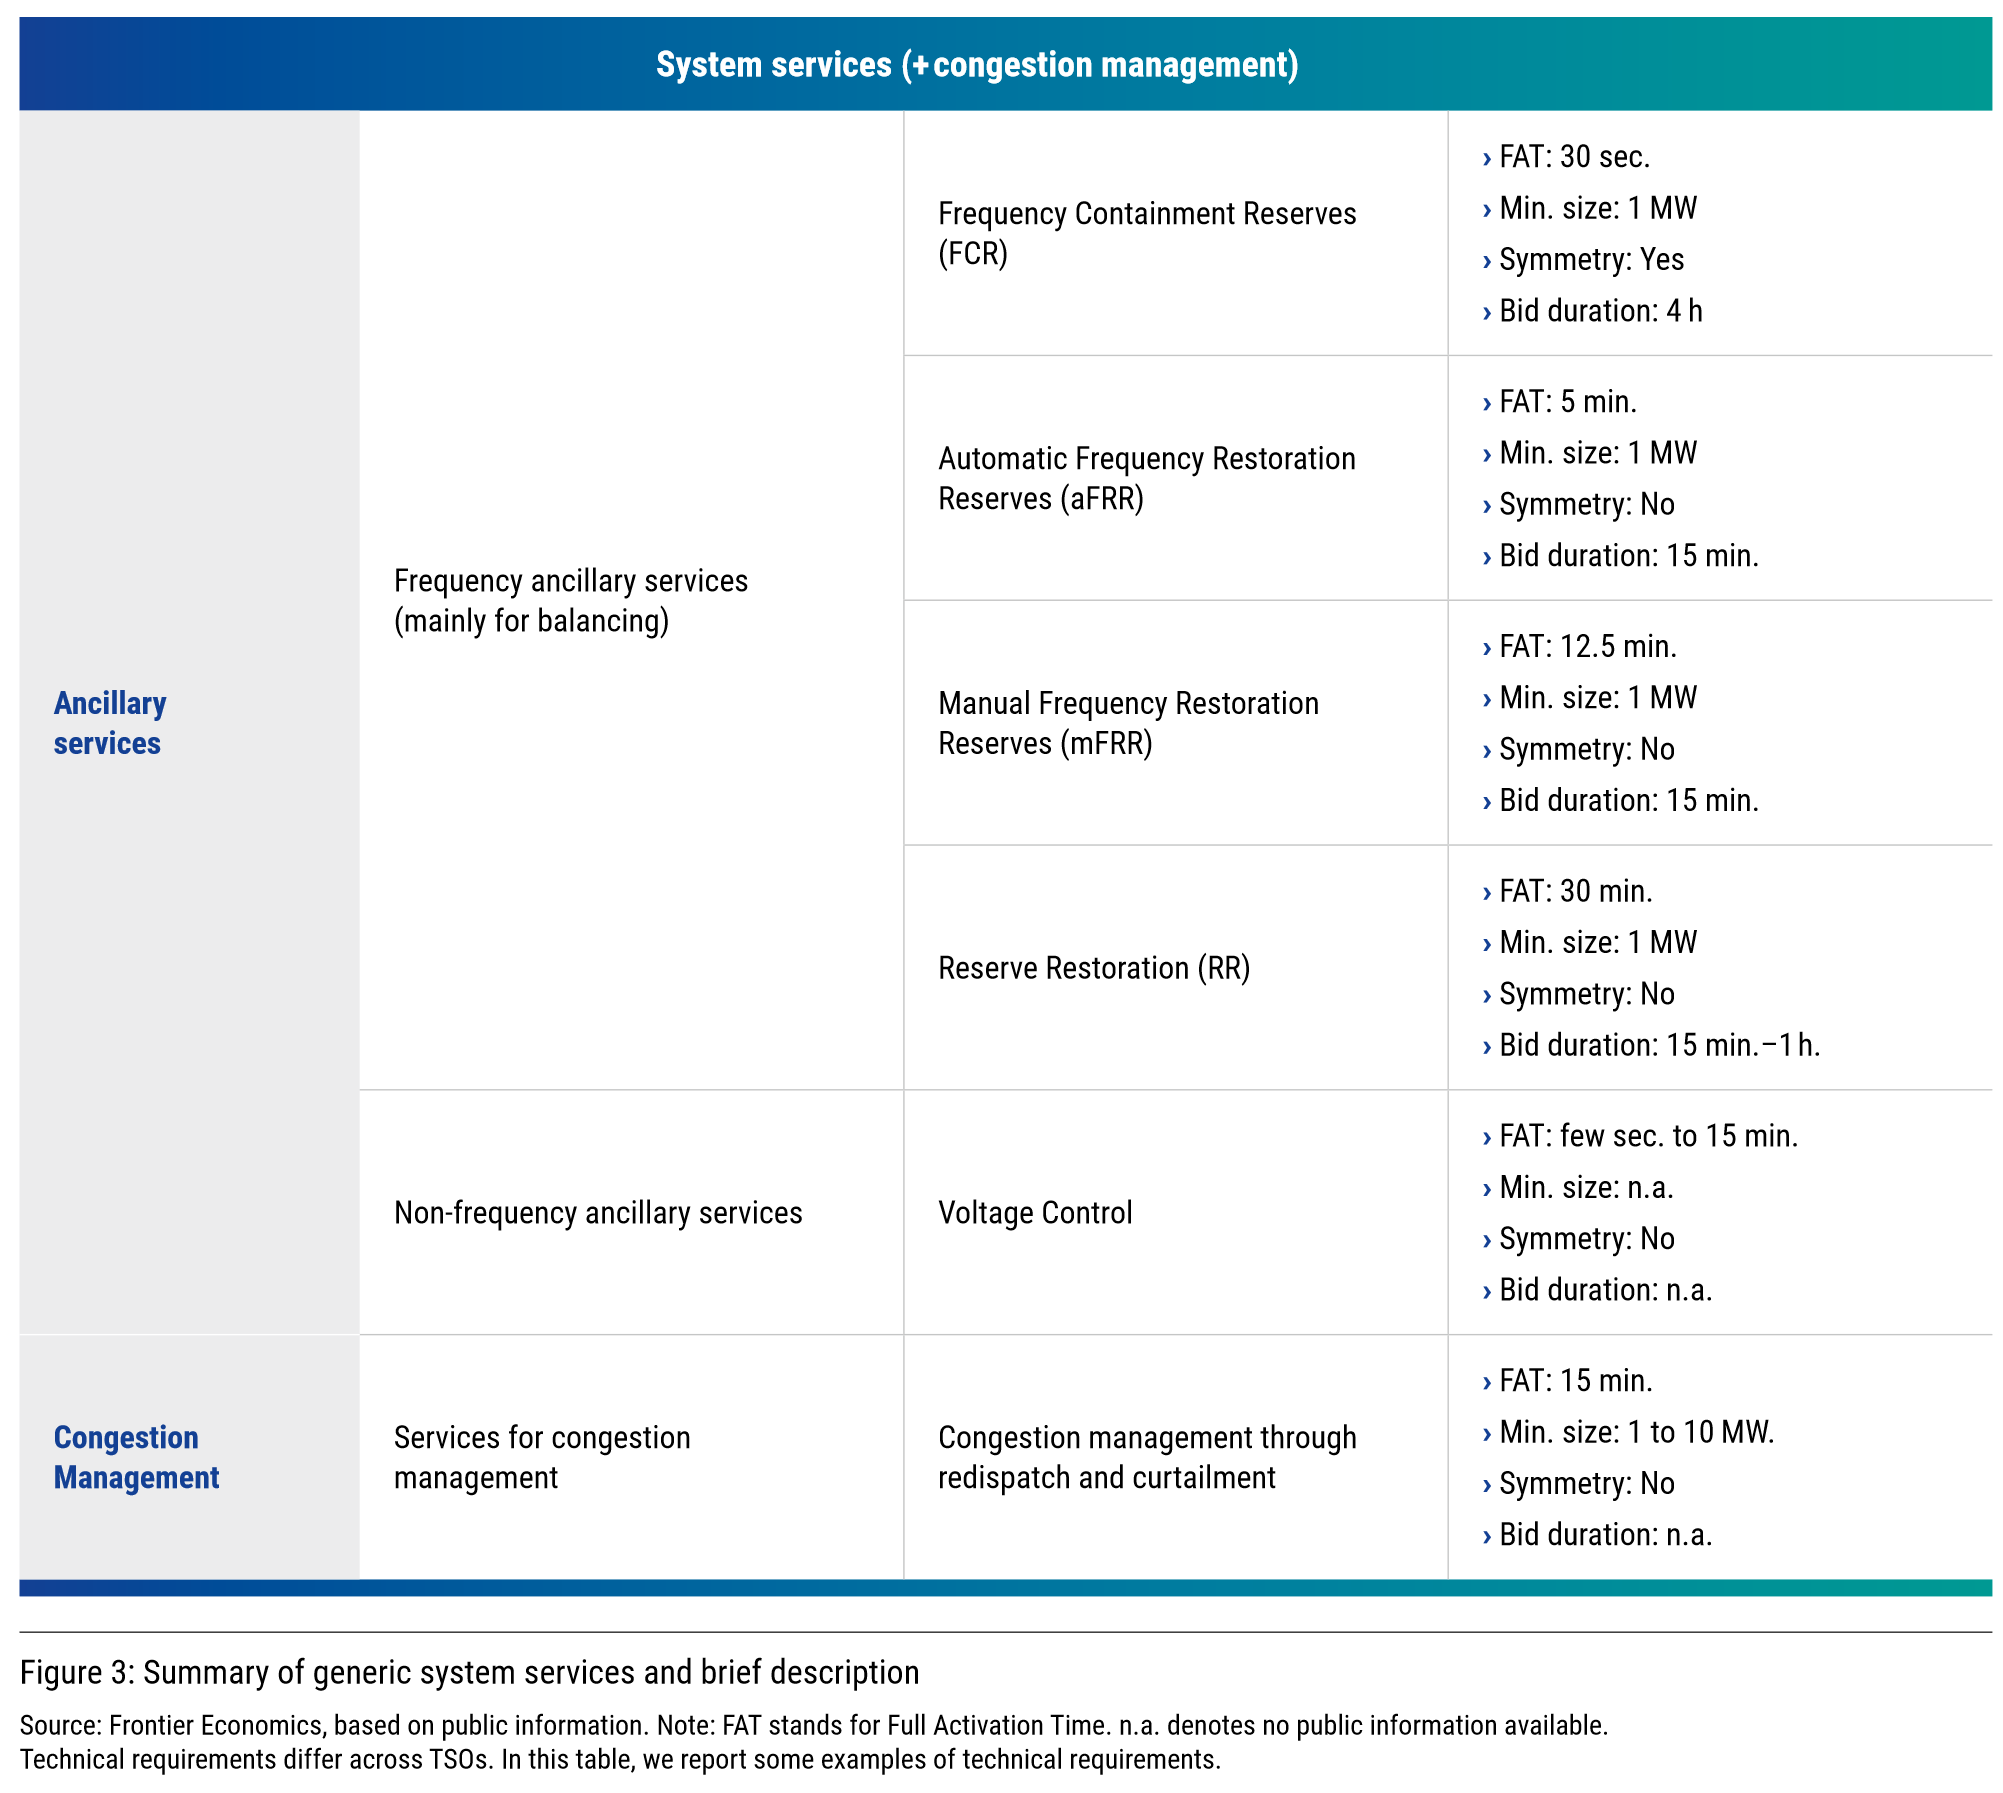 System services (+congestion management)
Ancillary
services
Frequency ancillary services
(mainly for balancing)
Frequency Containment Reserves
(FCR)
› FAT: 30 sec.
› Min. size: 1 MW
› Symmetry: Yes
› Bid duration: 4 h
Automatic Frequency Restoration
Reserves (aFRR)
› FAT: 5 min.
› Min. size: 1 MW
› Symmetry: No
› Bid duration: 15 min.
Manual Frequency Restoration
Reserves (mFRR)
› FAT: 12.5 min.
› Min. size: 1 MW
› Symmetry: No
› Bid duration: 15 min.
Reserve Restoration (RR)
› FAT: 30 min.
› Min. size: 1 MW
› Symmetry: No
› Bid duration: 15 min.–1 h.
Non-frequency ancillary services
Voltage Control
› FAT: few sec. to 15 min.
› Min. size: n.a.
› Symmetry: No
› Bid duration: n.a.
Congestion
Management
Services for congestion
management
Congestion management through
redispatch and curtailment
› FAT: 15 min.
› Min. size: 1 to 10 MW.
› Symmetry: No
› Bid duration: n.a.
Figure 3: Summary of generic system services and brief description
Source: Frontier Economics, based on public information. Note: FAT stands for Full Activation Time. n.a. denotes no public information available.
Technical requirements differ across TSOs. In this table, we report some examples of technical requirements.